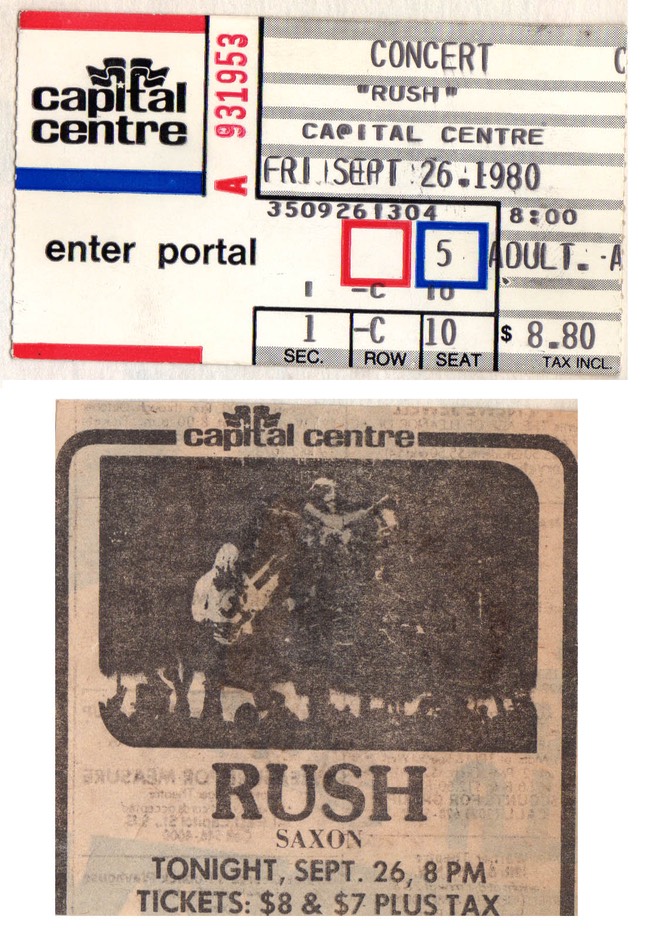 capital
centre
A 931953
CONCERT
"RUSH"
CAPITAL CENTRE
FRI. SEPT 26.1980
3509261304 8:00
enter portal 5 ADULT. -A
1 -C 10
1 -C 10 $ 8.80
SEC. ROW SEAT TAX INCL.
capital centre
RUSH
SAXON
TONIGHT, SEPT. 26, 8 PM
TICKETS: $8 & $7 PLUS TAX